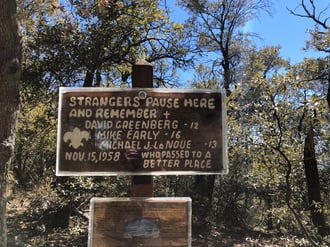 STRANGERS PAUSE HERE
AND REMEMBER +
DAVID GREENBERG - 12
MIKE EARLY - 16
MICHAEL J. LaNOUE - 13
NOV. 15, 1958 WHO PASSED TO A
BETTER PLACE